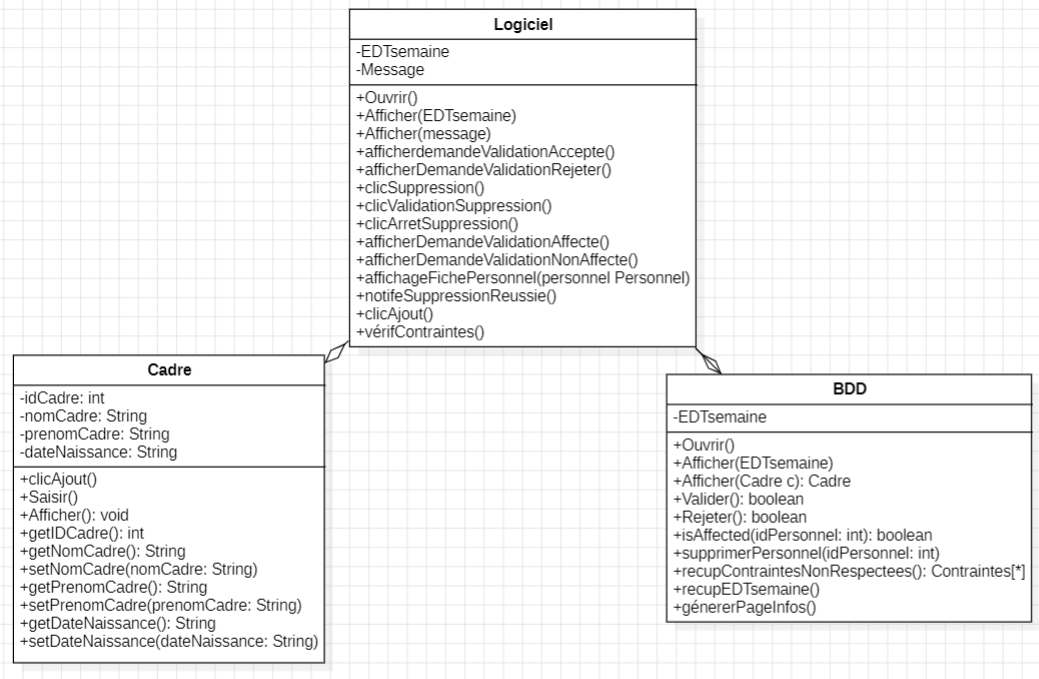 Logiciel
-EDTsemaine
-Message
+Ouvrir()
+Afficher(EDTsemaine)
+Afficher(message)
+afficherdemandeValidationAccepte()
+afficherDemandeValidationRejeter()
+clicSuppression()
+clicValidationSuppression()
+clicArretSuppression()
+afficherDemandeValidationAffecte()
+afficherDemandeValidationNonAffecte()
+affichageFichePersonnel(personnel Personnel)
+notifeSuppressionReussie()
+clicAjout()
+vérifContraintes()
Cadre
-idCadre: int
-nomCadre: String
-prenomCadre: String
-dateNaissance: String
+clicAjout()
+Saisir()
+Afficher(): void
+getIDCadre(): int
+getNomCadre(): String
+setNomCadre(nomCadre: String)
+getPrenomCadre(): String
+setPrenomCadre(prenomCadre: String)
+getDateNaissance(): String
+setDateNaissance(dateNaissance: String)
BDD
-EDTsemaine
+Ouvrir()
+Afficher(EDTsemaine)
+Afficher(Cadre c): Cadre
+Valider(): boolean
+Rejeter(): boolean
+isAffected(idPersonnel: int): boolean
+supprimerPersonnel(idPersonnel: int)
+recupContraintesNonRespectees(): Contraintes[*]
+recupEDTsemaine()
+génererPageInfos()